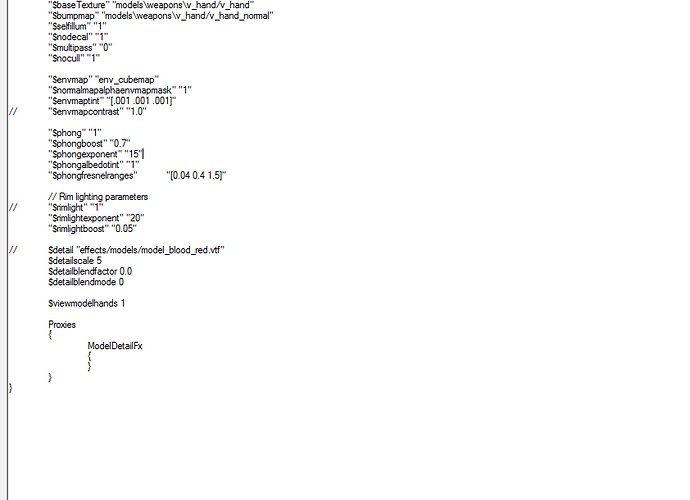 "$baseTexture" "models\weapons\v_hand/v_hand"
"$bumpmap" "models\weapons\v_hand/v_hand_normal"
"$selfillum" "1"
"$nodecal" "1"
"$multipass" "0"
"$nocull" "1"
"$envmap" "env_cubemap"
"$normalmapalphaenvmapmask" "1"
"$envmaptint" "[.001 .001 .001]"
// "$envmapcontrast" "1.0"
"$phong" "1"
"$phongboost" "0.7"
"$phongexponent" "15"
"$phongalbedotint" "1"
"$phongfresnelranges" "[0.04 0.4 1.5]"
// Rim lighting parameters
// "$rimlight" "1"
"$rimlightexponent" "20"
"$rimlightboost" "0.05"
// $detail "effects/models/model_blood_red.vtf"
$detailscale 5
$detailblendfactor 0.0
$detailblendmode 0
$viewmodelhands 1
Proxies
{
ModelDetailFx
{
}
}
}